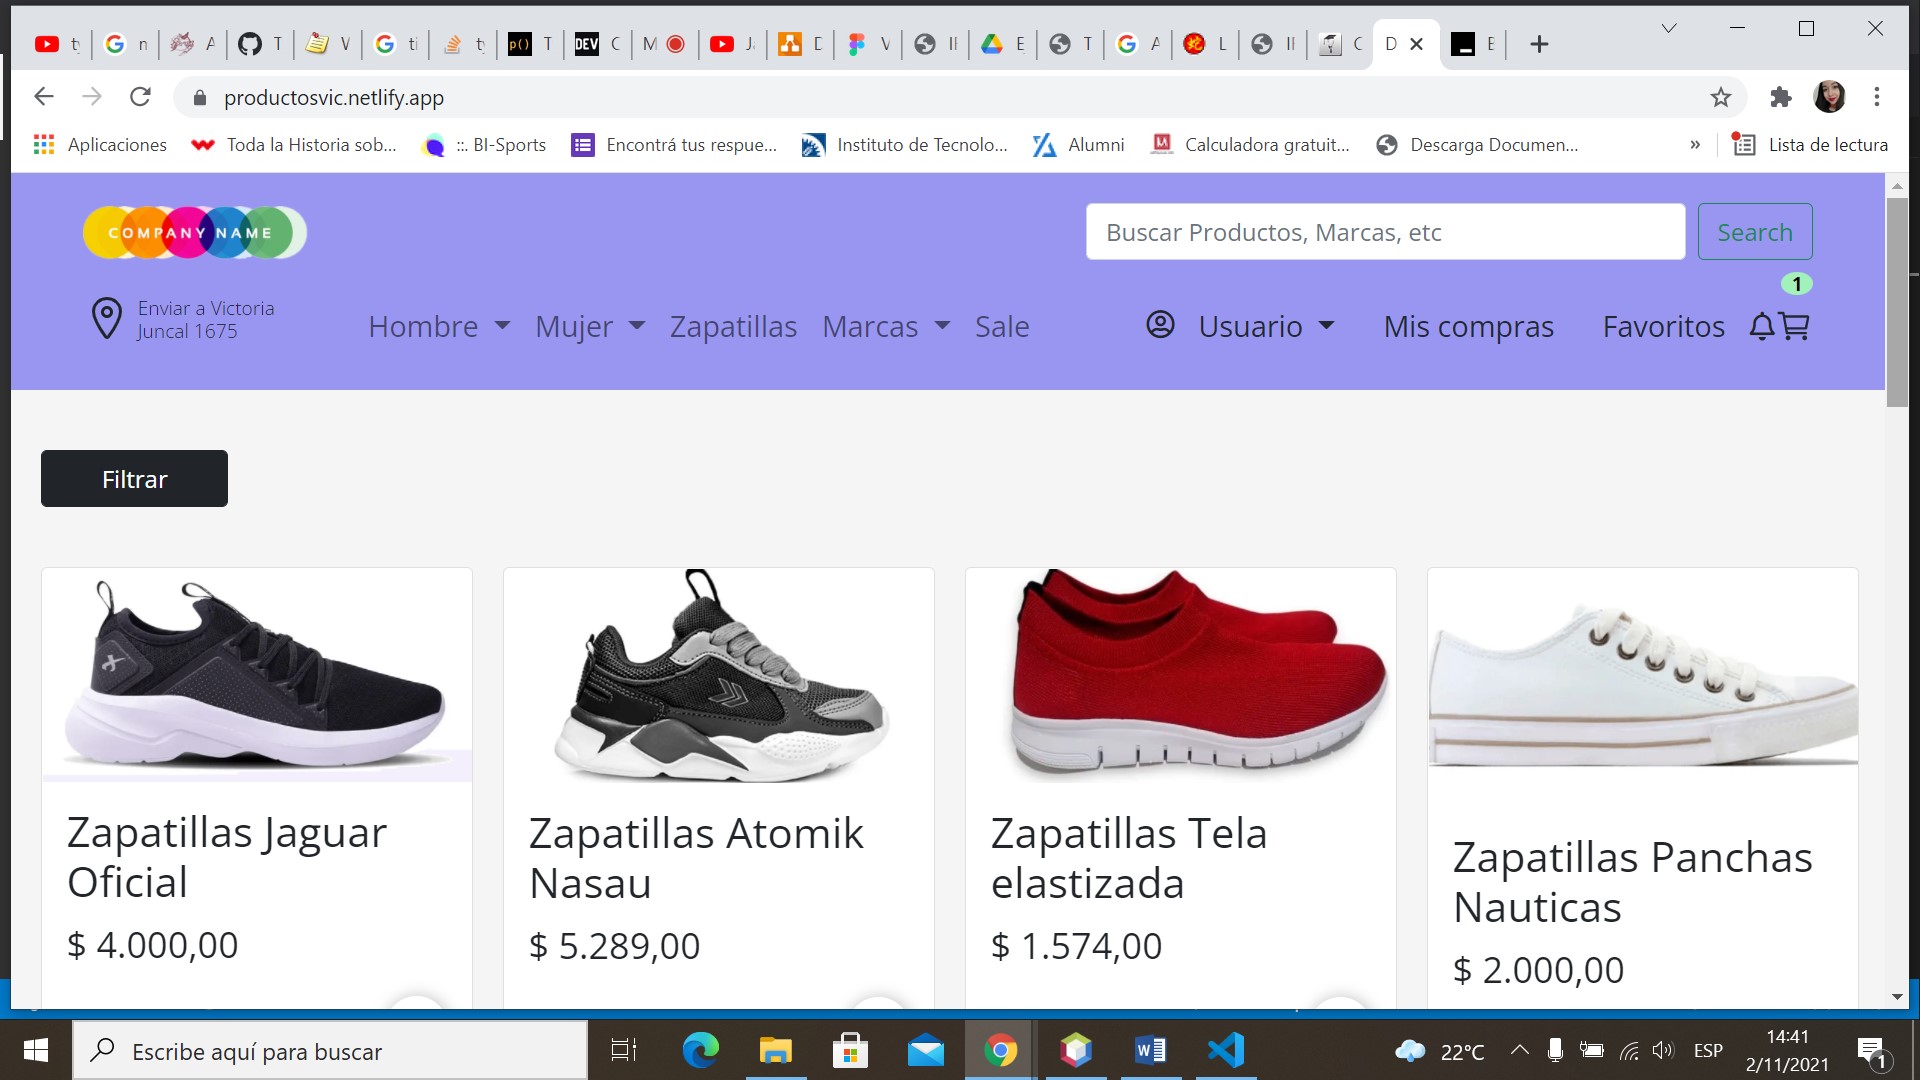 productosvic.netlify.app
Aplicaciones
Toda la Historia sob...
::. BI-Sports
Encontrá tus respue...
Instituto de Tecnolo...
Alumni
Calculadora gratuit...
Descarga Documen...
»
Lista de lectura
COMPANY NAME
Buscar Productos, Marcas, etc
Search
1
Enviar a Victoria
Juncal 1675
Hombre
Mujer
Zapatillas
Marcas
Sale
Usuario
Mis compras
Favoritos
Filtrar
Zapatillas Jaguar
Oficial
$ 4.000,00
Zapatillas Atomik
Nasau
$ 5.289,00
Zapatillas Tela
elastizada
$ 1.574,00
Zapatillas Panchas
Nauticas
$ 2.000,00
Escribe aquí para buscar
22°C
ESP
14:41
2/11/2021
1